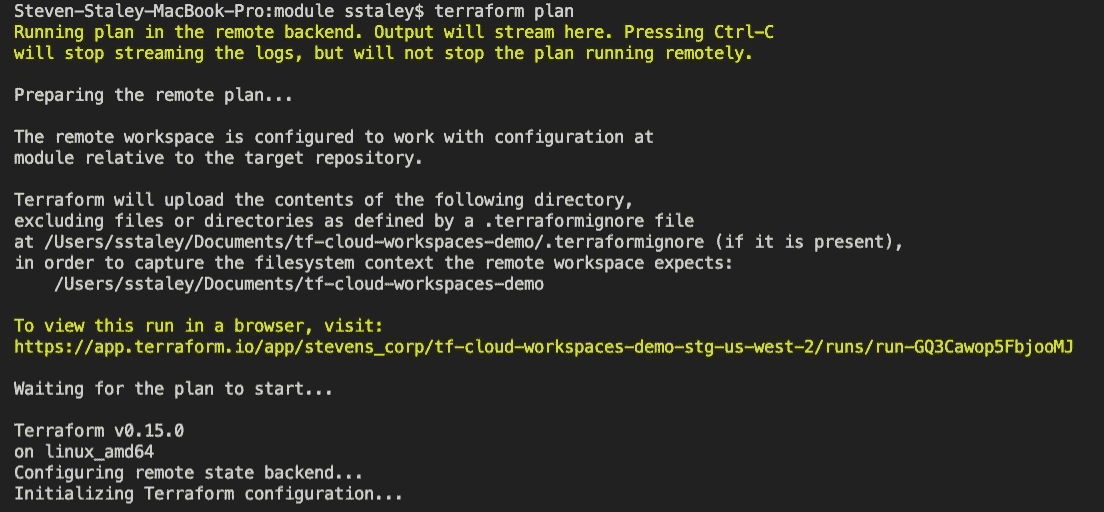 Steven-Staley-MacBook-Pro:module sstaley$ terraform plan
Running plan in the remote backend. Output will stream here. Pressing Ctrl-C
will stop streaming the logs, but will not stop the plan running remotely.
Preparing the remote plan...
The remote workspace is configured to work with configuration at
module relative to the target repository.
Terraform will upload the contents of the following directory,
excluding files or directories as defined by a .terraformignore file
at /Users/sstaley/Documents/tf-cloud-workspaces-demo/.terraformignore (if it is present),
in order to capture the filesystem context the remote workspace expects:
/Users/sstaley/Documents/tf-cloud-workspaces-demo
To view this run in a browser, visit:
https://app.terraform.io/app/stevens_corp/tf-cloud-workspaces-demo-stg-us-west-2/runs/run-GQ3Cawop5FbjooMJ
Waiting for the plan to start...
Terraform v0.15.0
on linux_amd64
Configuring remote state backend...
Initializing Terraform configuration...